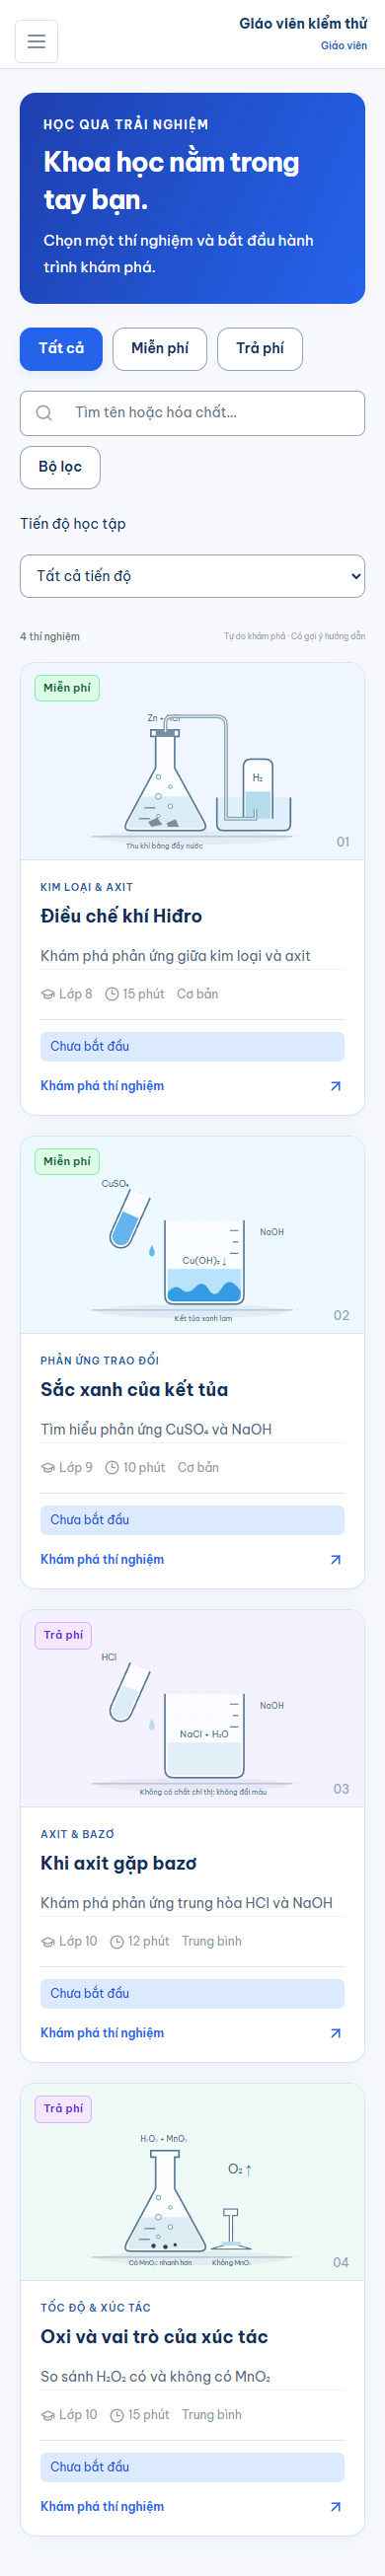 Giáo viên kiểm thử
Giáo viên
HỌC QUA TRẢI NGHIỆM
Khoa học nằm trong
tay bạn.
Chọn một thí nghiệm và bắt đầu hành
trình khám phá.
Tất cả
Miễn phí
Trả phí
Tìm tên hoặc hóa chất...
Bộ lọc
Tiến độ học tập
Tất cả tiến độ
4 thí nghiệm
Tự do khám phá · Có gợi ý hướng dẫn
Miễn phí
Zn + HCl
H₂
Thu khí bằng đẩy nước
01
KIM LOẠI & AXIT
Điều chế khí Hiđro
Khám phá phản ứng giữa kim loại và axit
Lớp 8
15 phút
Cơ bản
Chưa bắt đầu
Khám phá thí nghiệm
Miễn phí
CuSO₄
NaOH
Cu(OH)₂↓
Kết tủa xanh lam
02
PHẢN ỨNG TRAO ĐỔI
Sắc xanh của kết tủa
Tìm hiểu phản ứng CuSO₄ và NaOH
Lớp 9
10 phút
Cơ bản
Chưa bắt đầu
Khám phá thí nghiệm
Trả phí
HCl
NaOH
NaCl + H₂O
Không có chất chỉ thị: không đổi màu
03
AXIT & BAZƠ
Khi axit gặp bazơ
Khám phá phản ứng trung hòa HCl và NaOH
Lớp 10
12 phút
Trung bình
Chưa bắt đầu
Khám phá thí nghiệm
Trả phí
H₂O₂ + MnO₂
O₂↑
Có MnO₂: nhanh hơn
Không MnO₂
04
TỐC ĐỘ & XÚC TÁC
Oxi và vai trò của xúc tác
So sánh H₂O₂ có và không có MnO₂
Lớp 10
15 phút
Trung bình
Chưa bắt đầu
Khám phá thí nghiệm